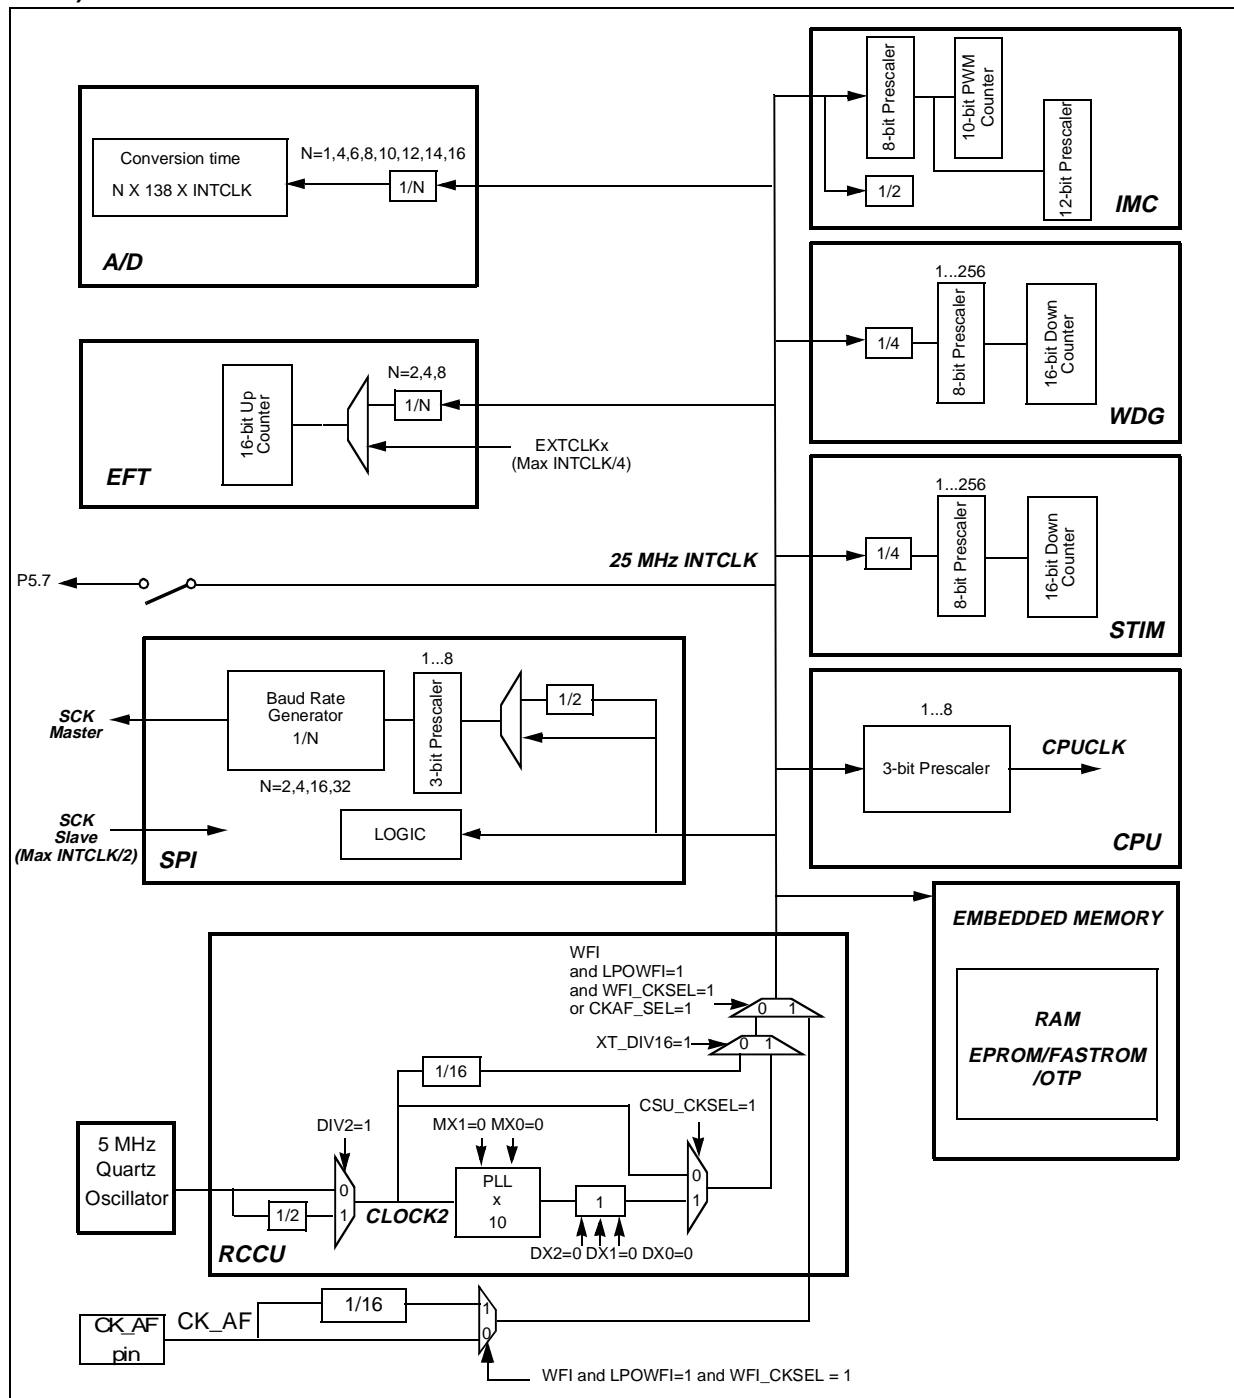 Conversion time
N X 138 X INTCLK
N=1,4,6,8,10,12,14,16
1/N
A/D
8-bit Prescaler
10-bit PWM
Counter
12-bit Prescaler
1/2
IMC
1...256
1/4
8-bit Prescaler
16-bit Down
Counter
WDG
16-bit Up
Counter
N=2,4,8
1/N
EXTCLKx
(Max INTCLK/4)
EFT
1...256
1/4
8-bit Prescaler
16-bit Down
Counter
STIM
25 MHz INTCLK
P5.7
SCK
Master
Baud Rate
Generator
1/N
N=2,4,16,32
1...8
3-bit Prescaler
1/2
SCK
Slave
(Max INTCLK/2)
LOGIC
SPI
1...8
3-bit Prescaler
CPUCLK
CPU
EMBEDDED MEMORY
RAM
EPROM/FASTROM
/OTP
WFI
and LPOWFI=1
and WFI_CKSEL=1
or CKAF_SEL=1
0 1
XT_DIV16=1
0 1
1/16
CSU_CKSEL=1
DIV2=1
MX1=0 MX0=0
5 MHz
Quartz
Oscillator
1/2
0
1
CLOCK2
PLL
x
10
1
0
1
DX2=0 DX1=0 DX0=0
RCCU
CK_AF
pin
CK_AF
1/16
1
0
WFI and LPOWFI=1 and WFI_CKSEL = 1